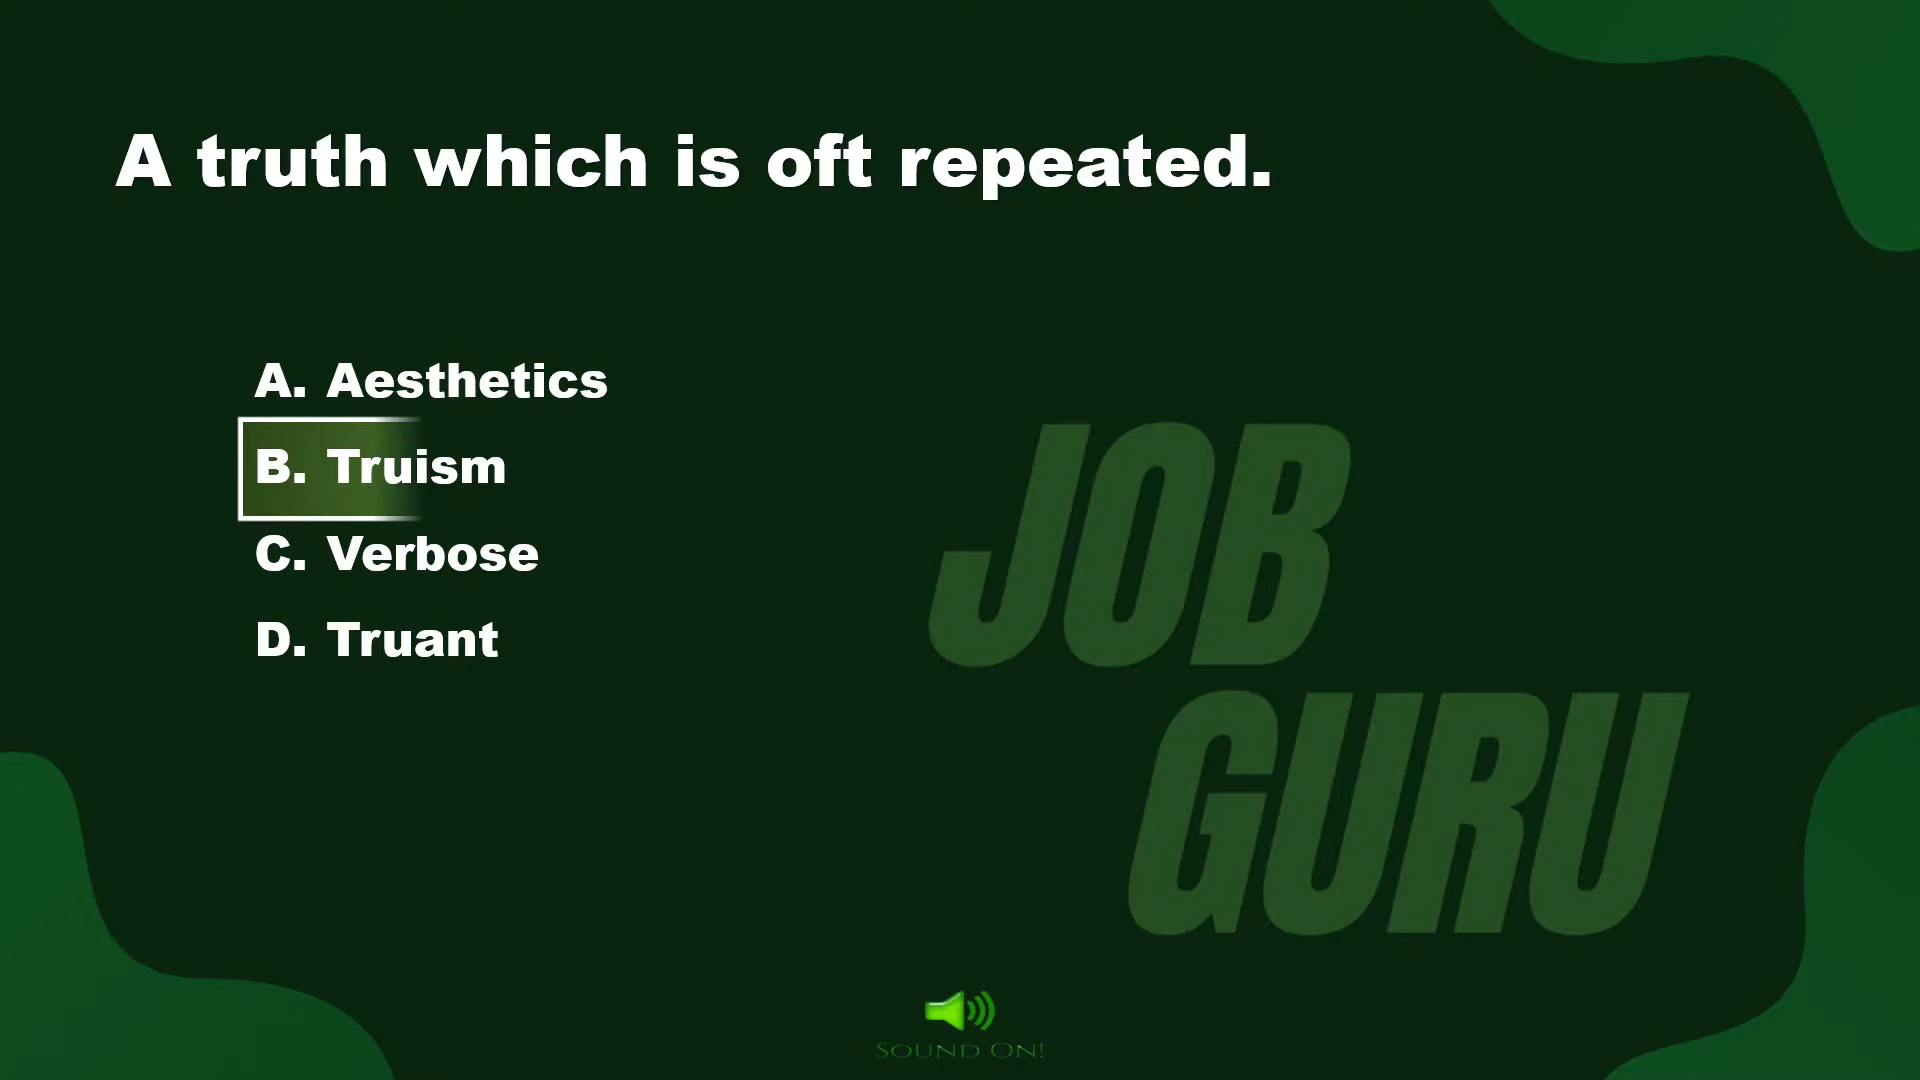 A truth which is oft repeated.
A. Aesthetics
B. Truism
C. Verbose
D. Truant
JOB
GURU
SOUND ON!